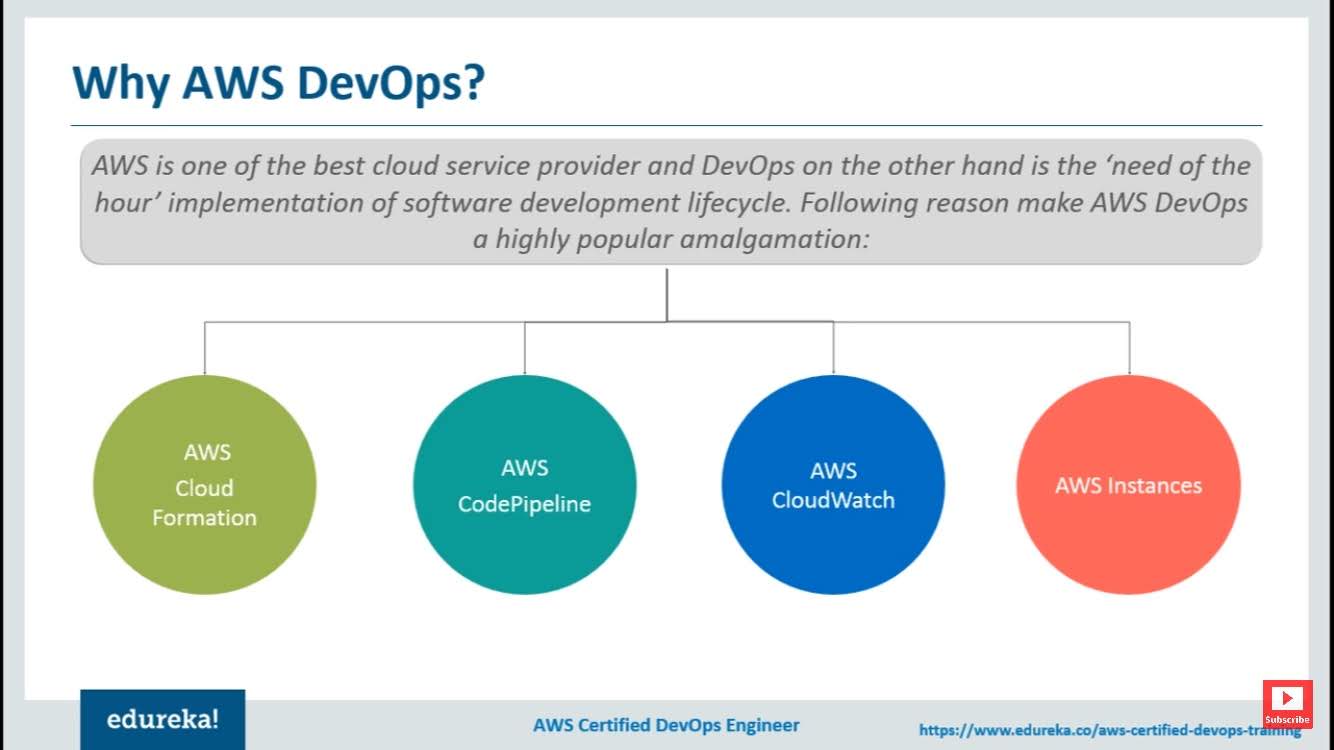 Why AWS DevOps?
AWS is one of the best cloud service provider and DevOps on the other hand is the ‘need of the
hour’ implementation of software development lifecycle. Following reason make AWS DevOps
a highly popular amalgamation:
AWS
Cloud
Formation
AWS
CodePipeline
AWS
CloudWatch
AWS Instances
edureka!
AWS Certified DevOps Engineer
https://www.edureka.co/aws-certified-devops-training
Subscribe